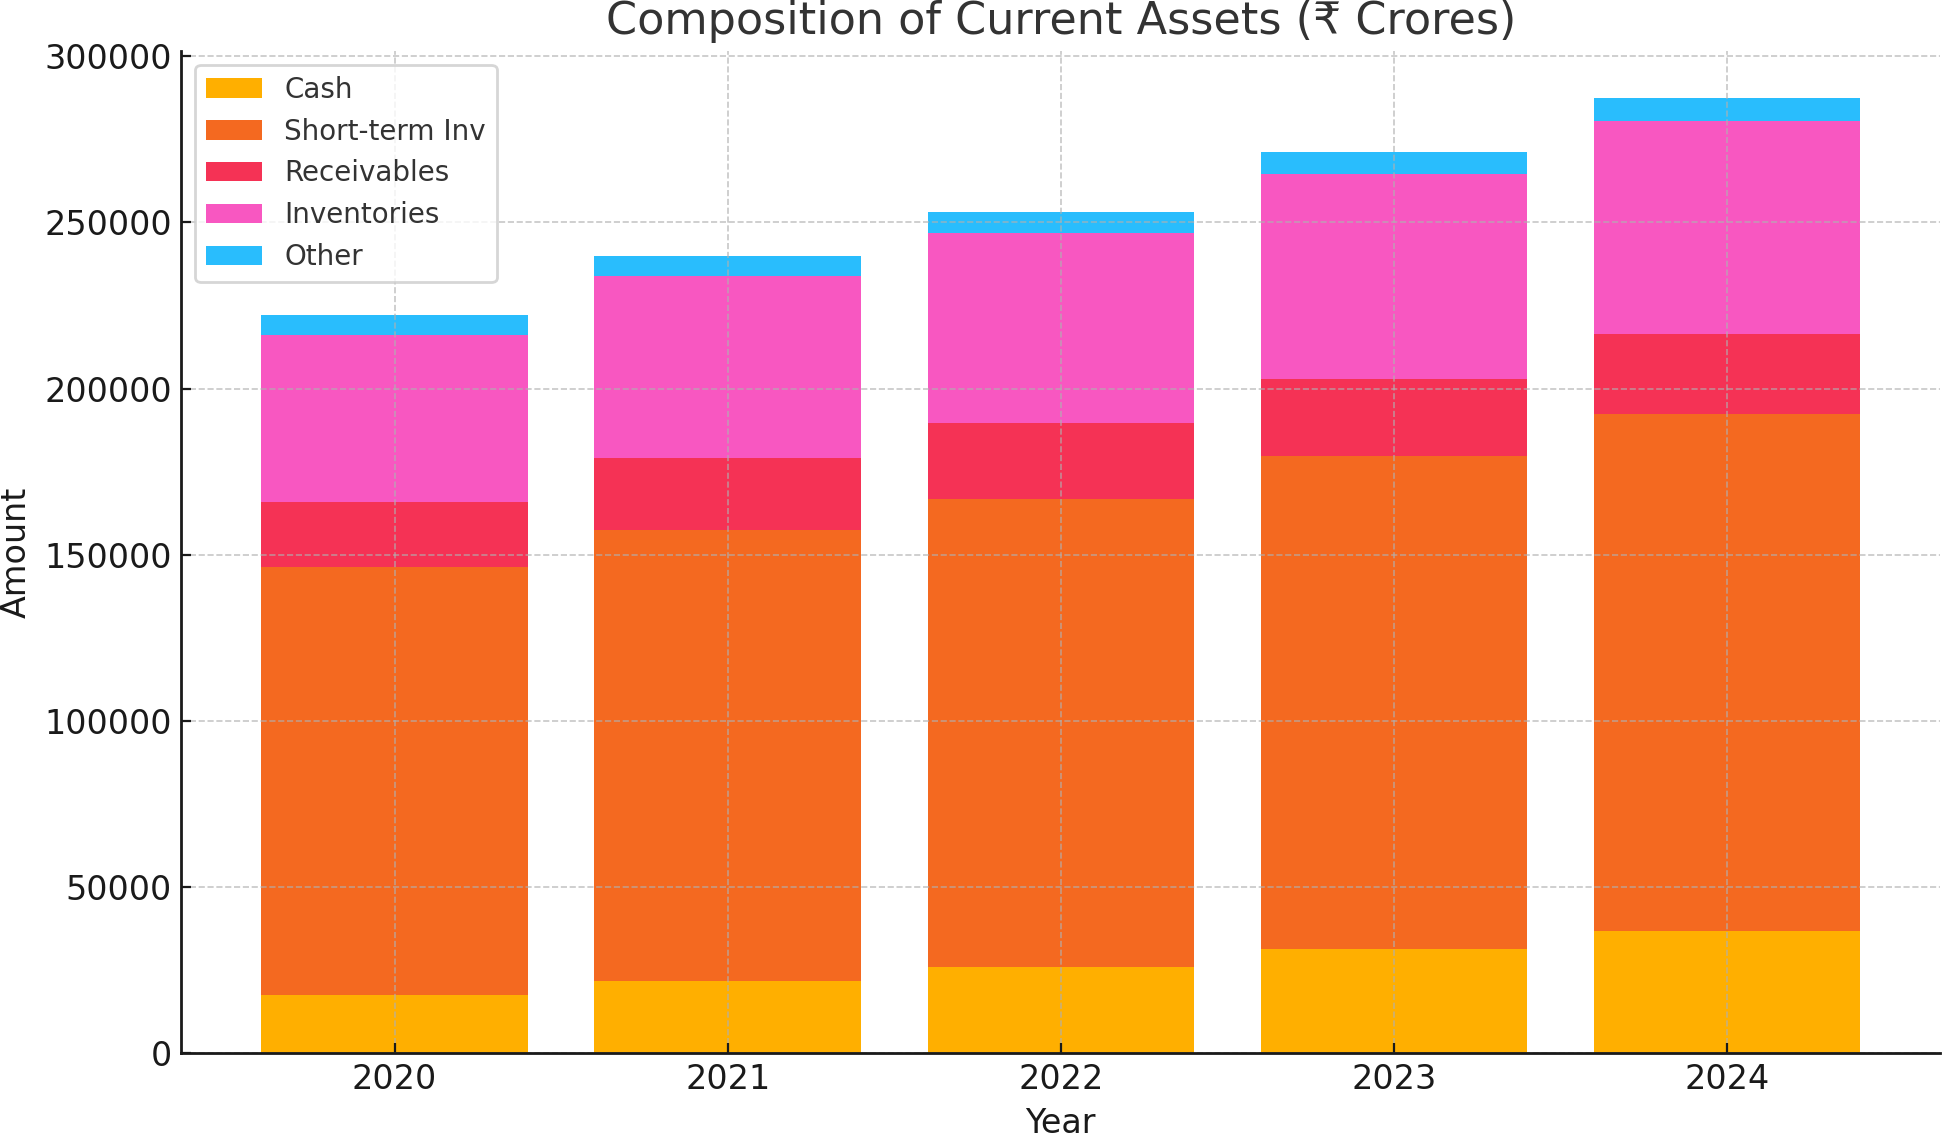 Composition of Current Assets (₹ Crores)
300000
250000
200000
150000
100000
50000
0
Amount
Cash
Short-term Inv
Receivables
Inventories
Other
2020
2021
2022
2023
2024
Year